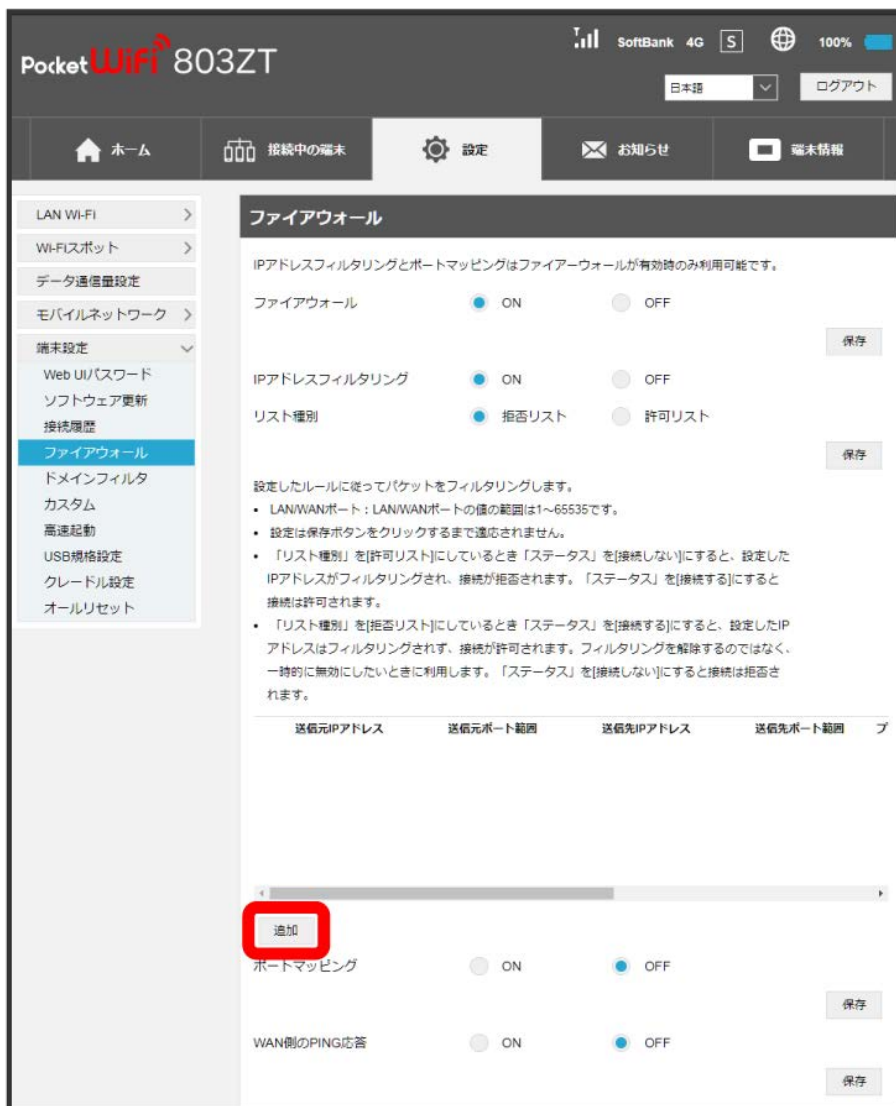 Pocket WiFi 803ZT
SoftBank 4G S 100%
日本語 ログアウト
ホーム 接続中の端末 設定 お知らせ 端末情報
LAN Wi-Fi
Wi-Fiスポット
データ通信量設定
モバイルネットワーク
端末設定
Web UIパスワード
ソフトウェア更新
接続履歴
ファイアウォール
ドメインフィルタ
カスタム
高速起動
USB規格設定
クレードル設定
オールリセット
ファイアウォール
IPアドレスフィルタリングとポートマッピングはファイアーウォールが有効時のみ利用可能です。
ファイアウォール ON OFF
保存
IPアドレスフィルタリング ON OFF
リスト種別 拒否リスト 許可リスト
保存
設定したルールに従ってパケットをフィルタリングします。
• LAN/WANポート：LAN/WANポートの値の範囲は1～65535です。
• 設定は保存ボタンをクリックするまで適応されません。
• 「リスト種別」を[許可リスト]にしているとき「ステータス」を[接続しない]にすると、設定した
IPアドレスがフィルタリングされ、接続が拒否されます。「ステータス」を[接続する]にすると
接続は許可されます。
• 「リスト種別」を[拒否リスト]にしているとき「ステータス」を[接続する]にすると、設定したIP
アドレスはフィルタリングされず、接続が許可されます。フィルタリングを解除するのではなく、
一時的に無効にしたいときに利用します。「ステータス」を[接続しない]にすると接続は拒否さ
れます。
送信元IPアドレス 送信元ポート範囲 送信先IPアドレス 送信先ポート範囲 プ
追加
ポートマッピング ON OFF
保存
WAN側のPING応答 ON OFF
保存